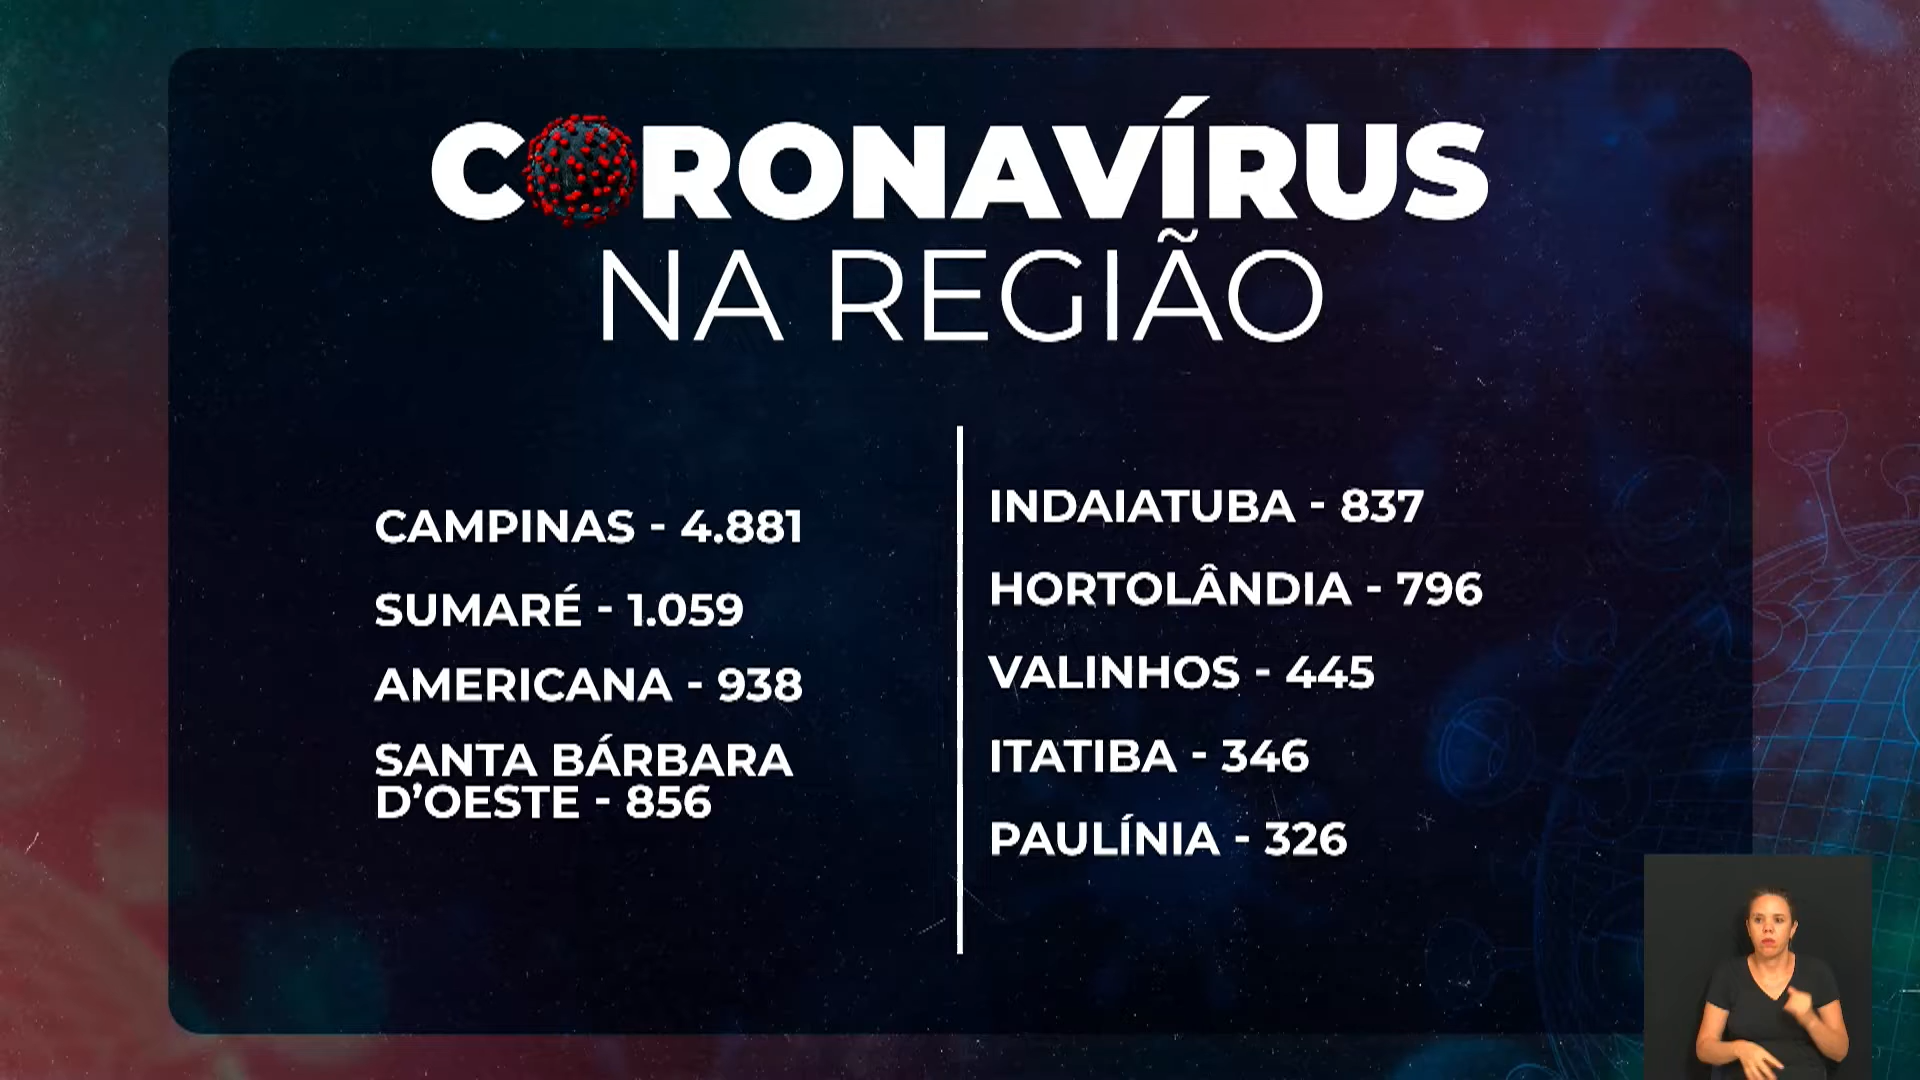 CORONAVÍRUS
NA REGIÃO
CAMPINAS - 4.881
SUMARÉ - 1.059
AMERICANA - 938
SANTA BÁRBARA
D’OESTE - 856
INDAIATUBA - 837
HORTOLÂNDIA - 796
VALINHOS - 445
ITATIBA - 346
PAULÍNIA - 326